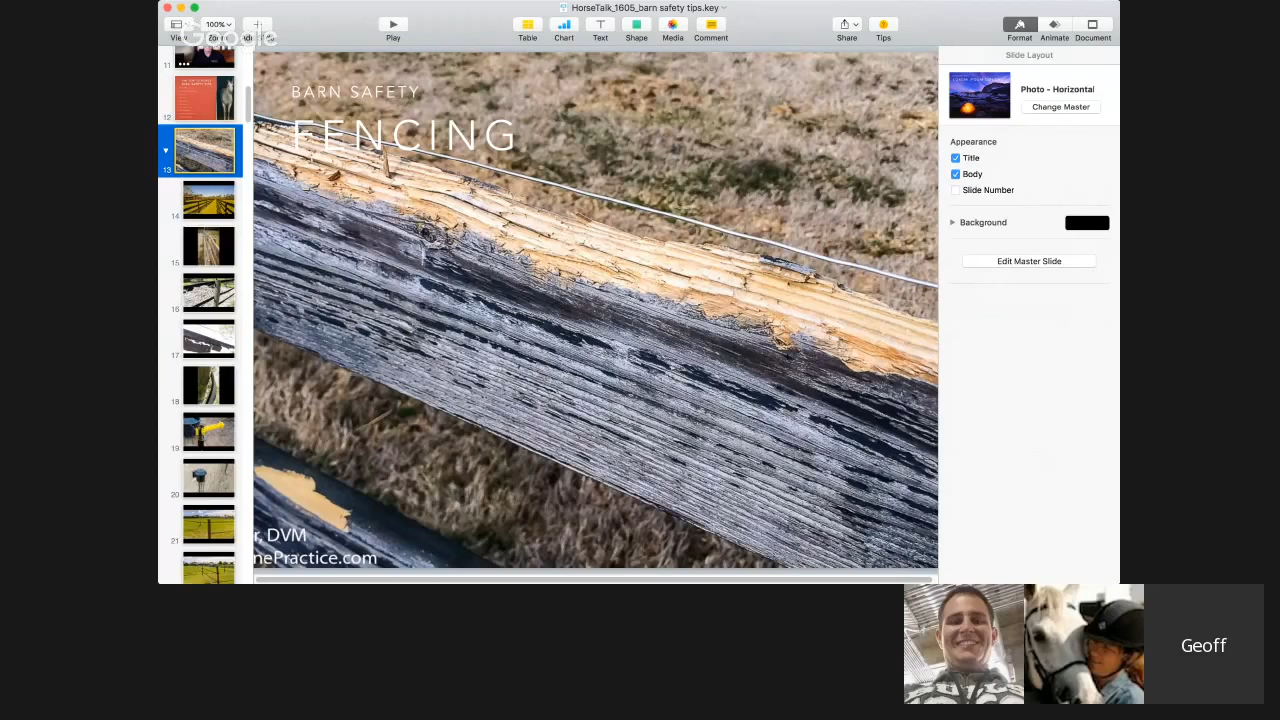 HorseTalk_1605_barn safety tips.key
100%
View
Zoom
Google
Play
Table
Chart
Text
Shape
Media
Comment
Share
Tips
Format
Animate
Document
11
12
13
14
15
16
17
18
19
20
21
BARN SAFETY
FENCING
r, DVM
nePractice.com
Slide Layout
Photo - Horizontal
Change Master
Appearance
Title
Body
Slide Number
Background
Edit Master Slide
Geoff